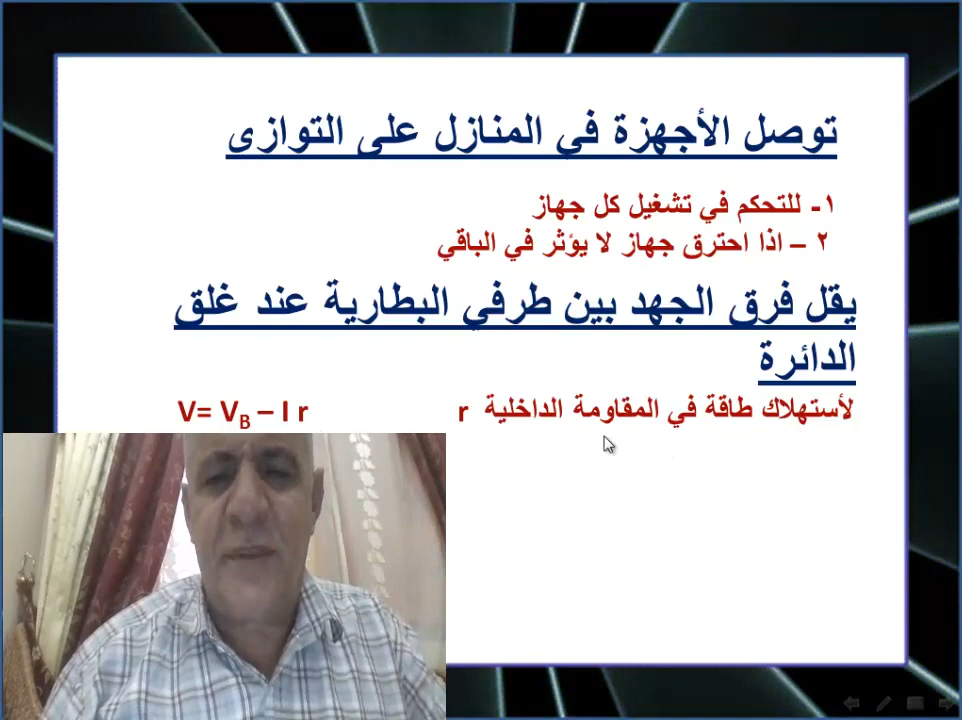 توصل الأجهزة في المنازل على التوازى
١- للتحكم في تشغيل كل جهاز
٢ – اذا احترق جهاز لا يؤثر في الباقي
يقل فرق الجهد بين طرفي البطارية عند غلق
الدائرة
لأستهلاك طاقة في المقاومة الداخلية r V= VB – I r